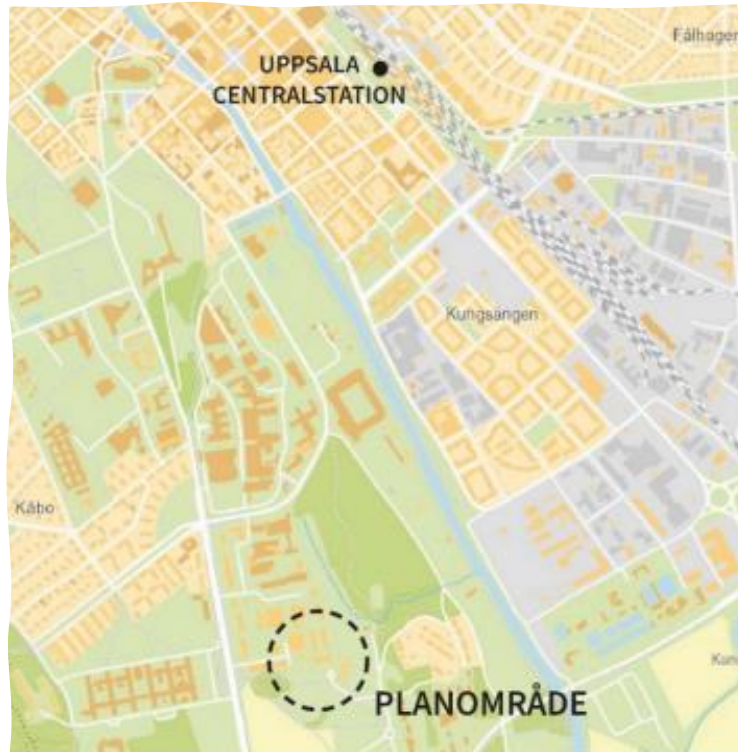 Fålhagen
UPPSALA
CENTRALSTATION
Kungsängen
Kåbo
PLANOMRÅDE